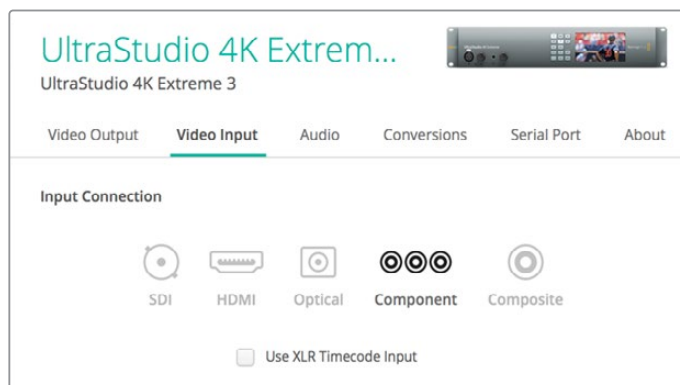 UltraStudio 4K Extrem...
UltraStudio 4K Extreme 3
Video Output Video Input Audio Conversions Serial Port About
Input Connection
SDI HDMI Optical Component Composite
Use XLR Timecode Input